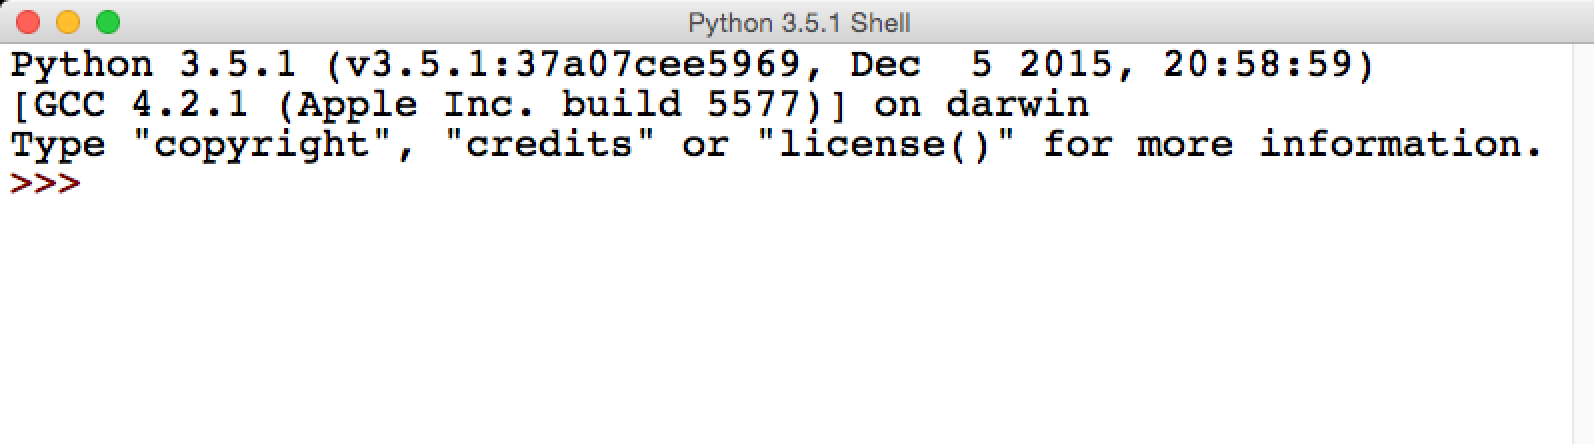 Python 3.5.1 Shell
Python 3.5.1 (v3.5.1:37a07cee5969, Dec  5 2015, 20:58:59)
[GCC 4.2.1 (Apple Inc. build 5577)] on darwin
Type "copyright", "credits" or "license()" for more information.
>>>